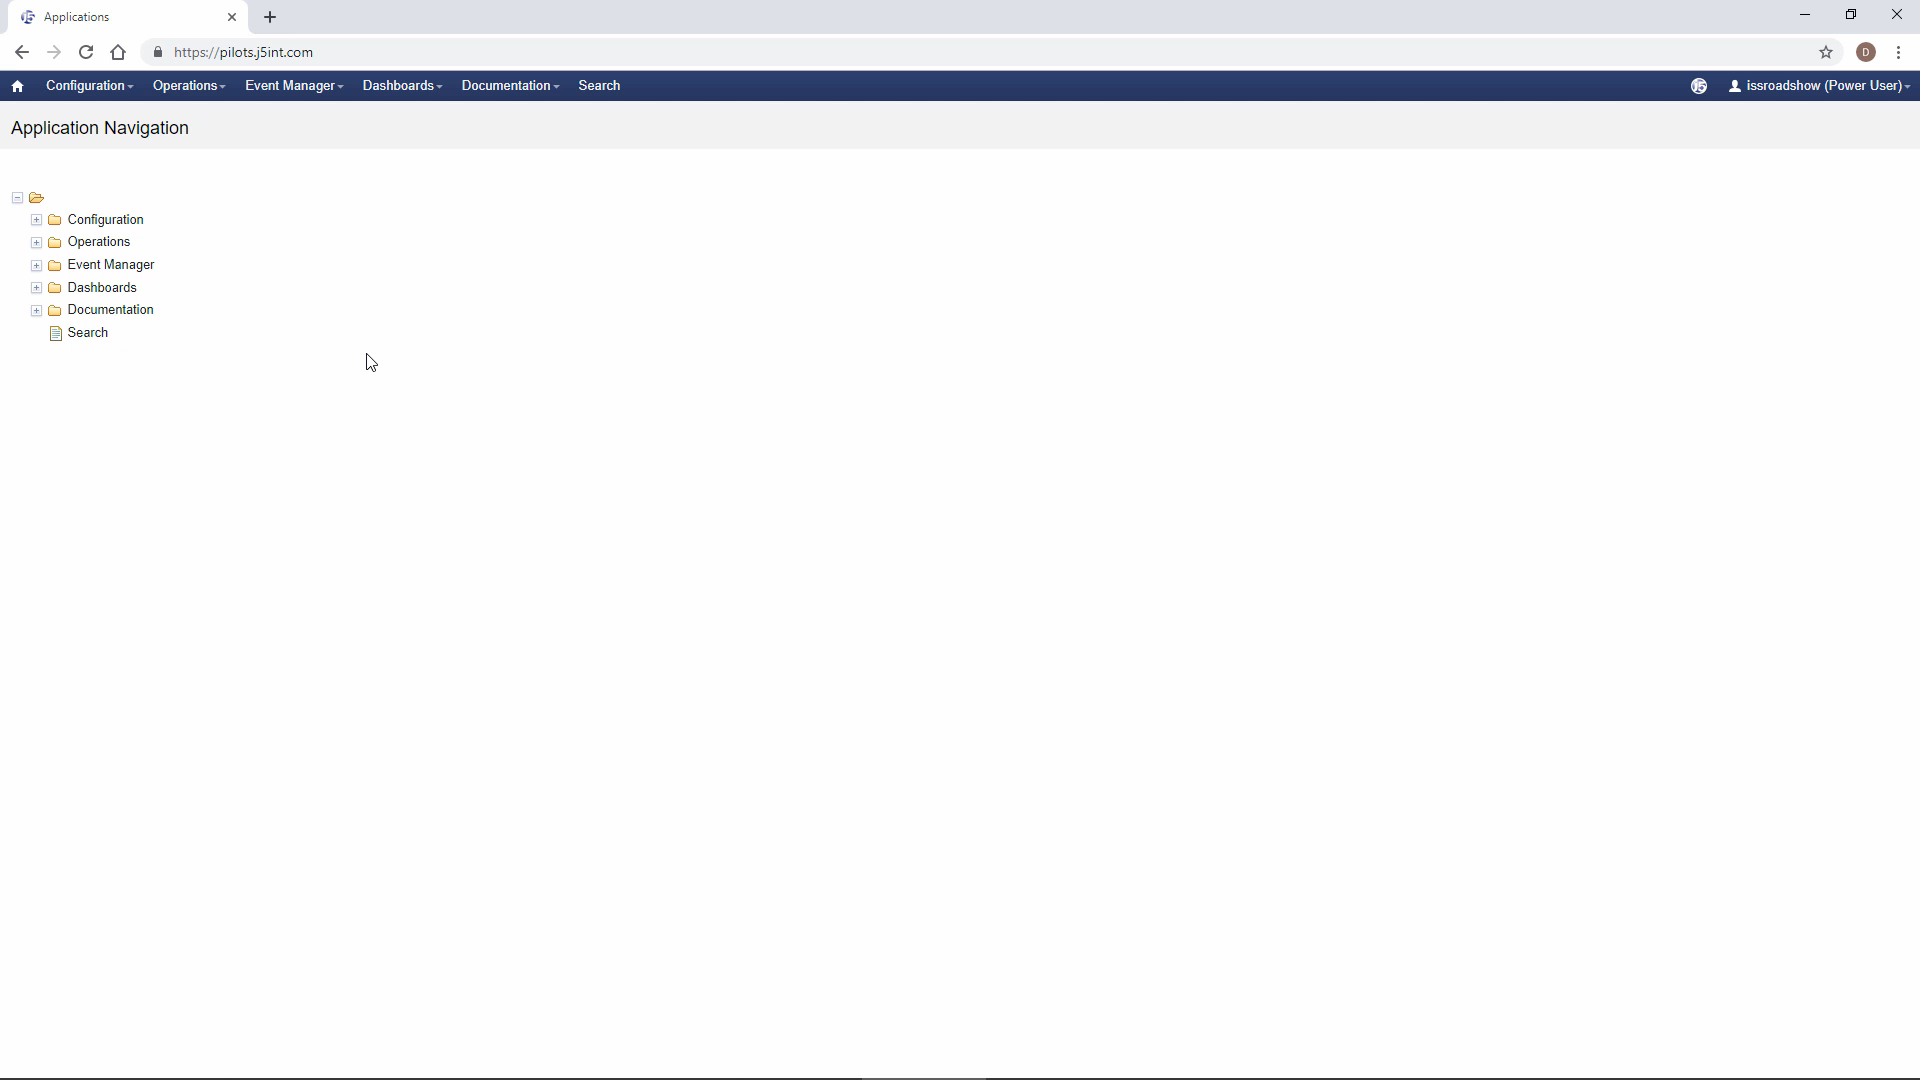 Applications
https://pilots.j5int.com
D
Configuration Operations Event Manager Dashboards Documentation Search j5 issroadshow (Power User)
Application Navigation
Configuration
Operations
Event Manager
Dashboards
Documentation
Search